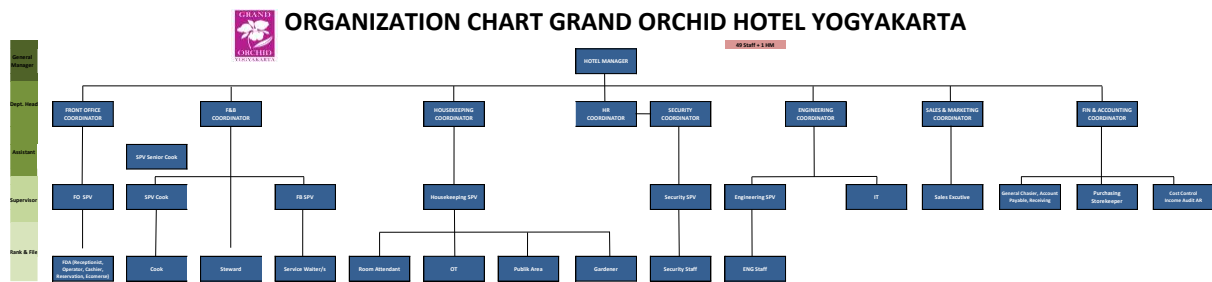 ORGANIZATION CHART GRAND ORCHID HOTEL YOGYAKARTA
GRAND
ORCHID
YOGYAKARTA
49 Staff + 1 HM
General
Manager
HOTEL MANAGER
Dept. Head
FRONT OFFICE
COORDINATOR
F&B
COORDINATOR
HOUSEKEEPING
COORDINATOR
HR
COORDINATOR
SECURITY
COORDINATOR
ENGINEERING
COORDINATOR
SALES & MARKETING
COORDINATOR
FIN & ACCOUNTING
COORDINATOR
Assistant
SPV Senior Cook
Supervisor
FO SPV
SPV Cook
FB SPV
Housekeeping SPV
Security SPV
Engineering SPV
IT
Sales Excutive
General Chasier, Account
Payable, Receiving
Purchasing
Storekeeper
Cost Control
Income Audit AR
Rank & File
FDA (Receptionist,
Operator, Cashier,
Reservation, Ecomerse)
Cook
Steward
Service Waiter/s
Room Attendant
OT
Publik Area
Gardener
Security Staff
ENG Staff